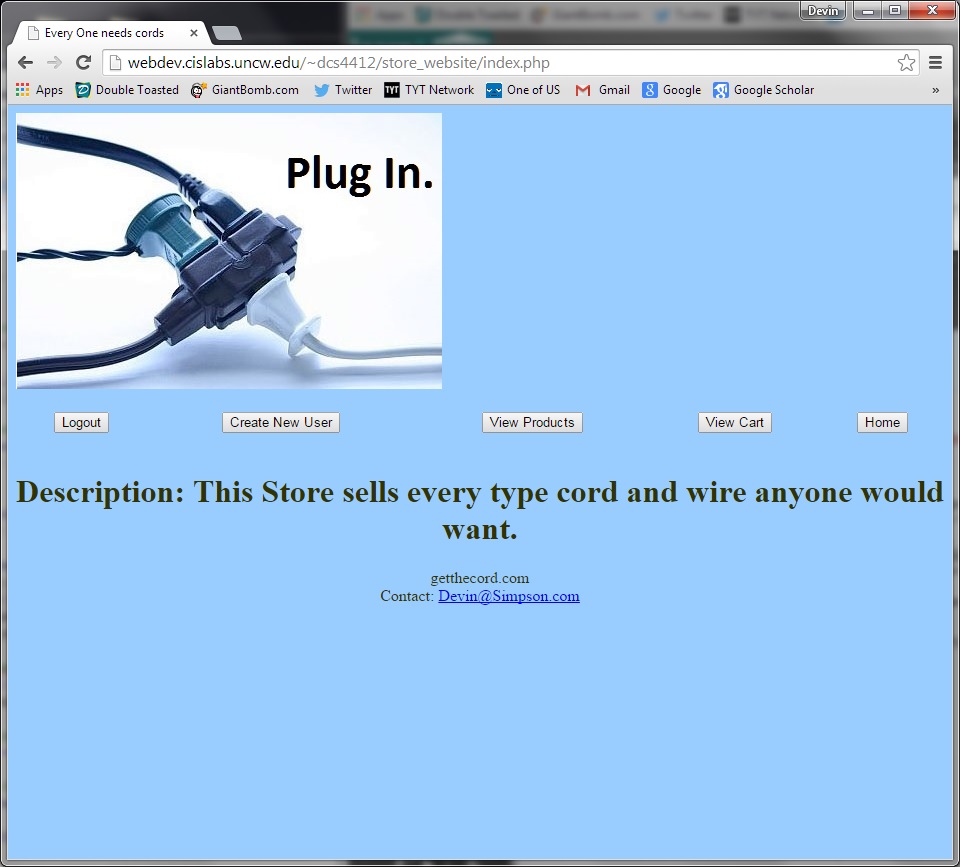 Devin
Every One needs cords
webdev.cislabs.uncw.edu/~dcs4412/store_website/index.php
Apps Double Toasted GiantBomb.com Twitter TYT TYT Network One of US Gmail 8 Google 8 Google Scholar »
Plug In.
Logout Create New User View Products View Cart Home
Description: This Store sells every type cord and wire anyone would
want.
getthecord.com
Contact: Devin@Simpson.com